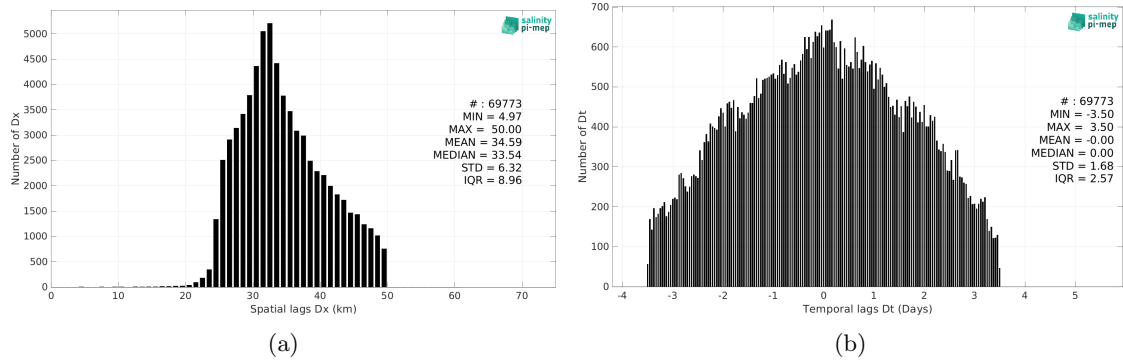 salinity
pi-mep
5000
4500
4000
3500
3000
2500
2000
1500
1000
500
0
Number of Dx
# : 69773
MIN = 4.97
MAX = 50.00
MEAN = 34.59
MEDIAN = 33.54
STD = 6.32
IQR = 8.96
0 10 20 30 40 50 60 70
Spatial lags Dx (km)
(a)
salinity
pi-mep
700
600
500
400
300
200
100
0
Number of Dt
# : 69773
MIN = -3.50
MAX = 3.50
MEAN = -0.00
MEDIAN = 0.00
STD = 1.68
IQR = 2.57
-4 -3 -2 -1 0 1 2 3 4 5
Temporal lags Dt (Days)
(b)